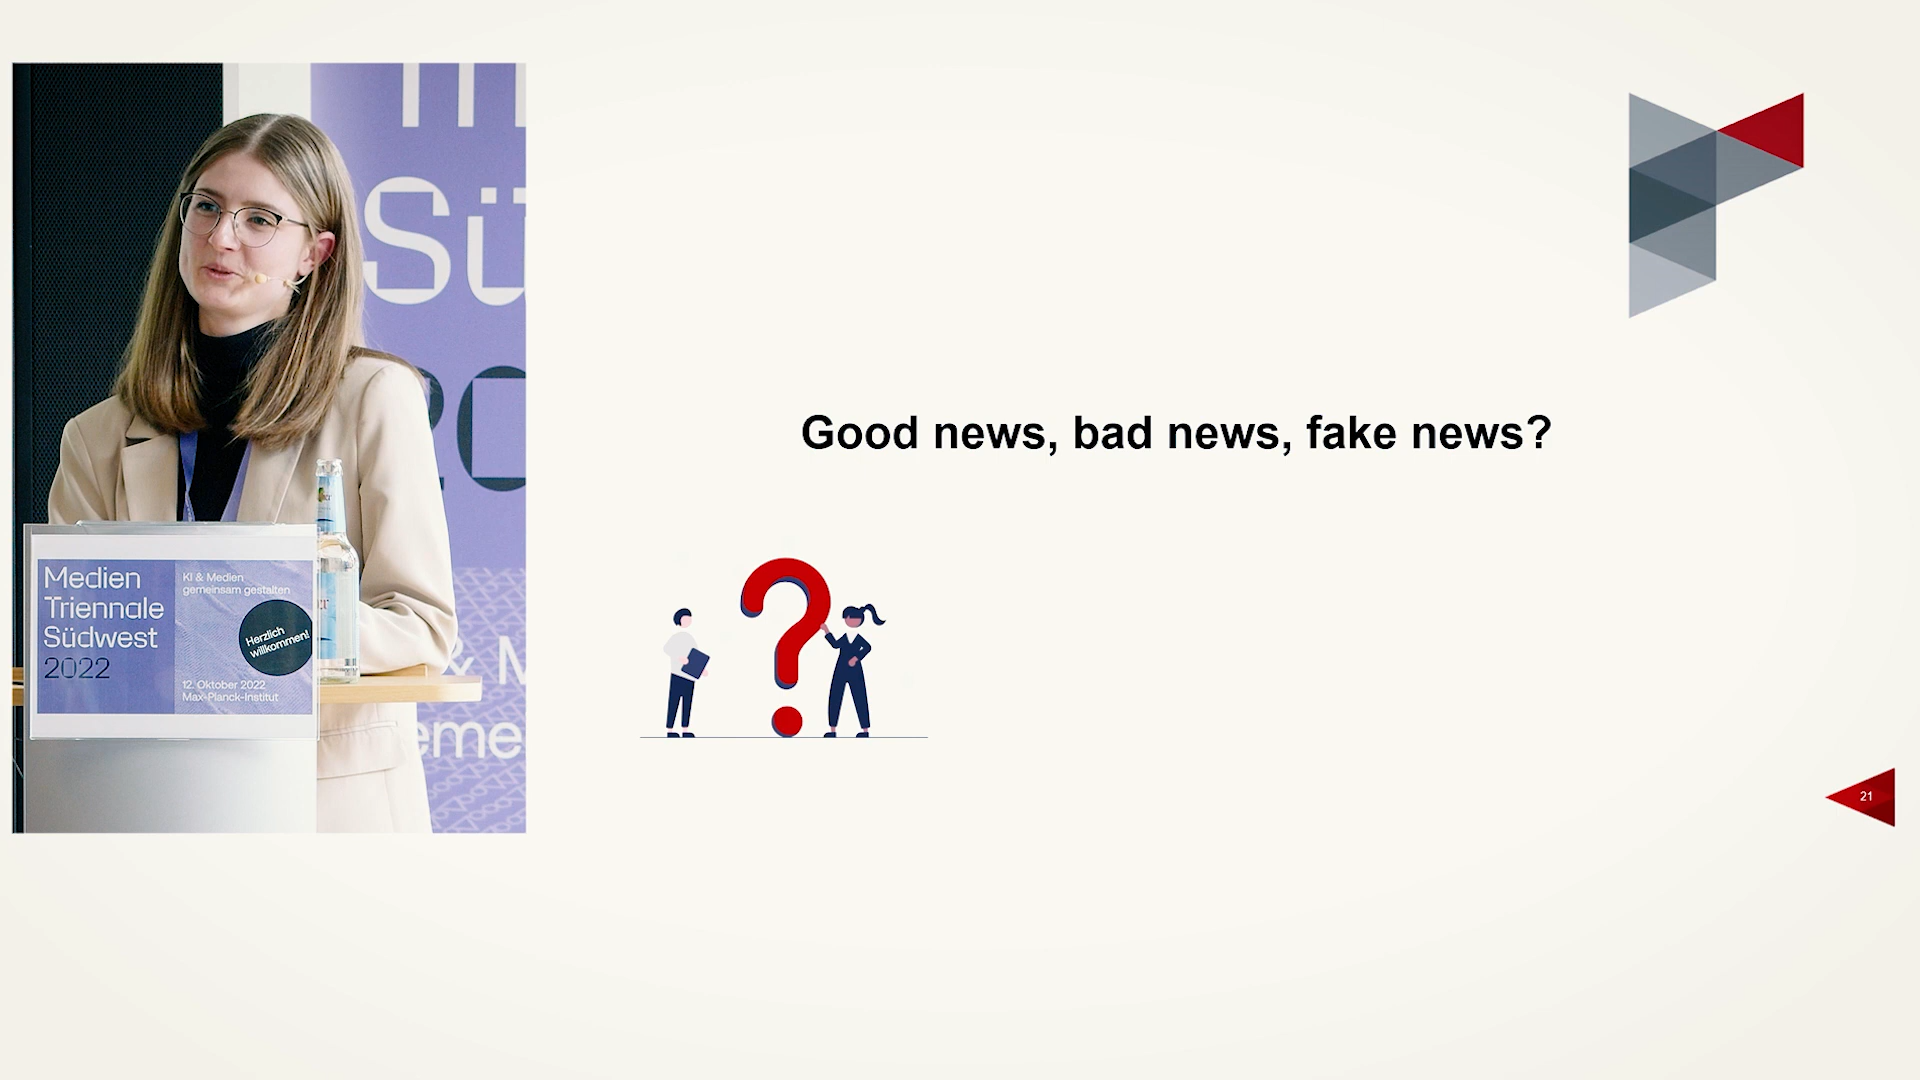 Sü
20
& M
eme
Medien
Triennale
Südwest
2022
KI & Medien
gemeinsam gestalten
Herzlich
willkommen!
12. Oktober 2022
Max-Planck-Institut
Good news, bad news, fake news?
21